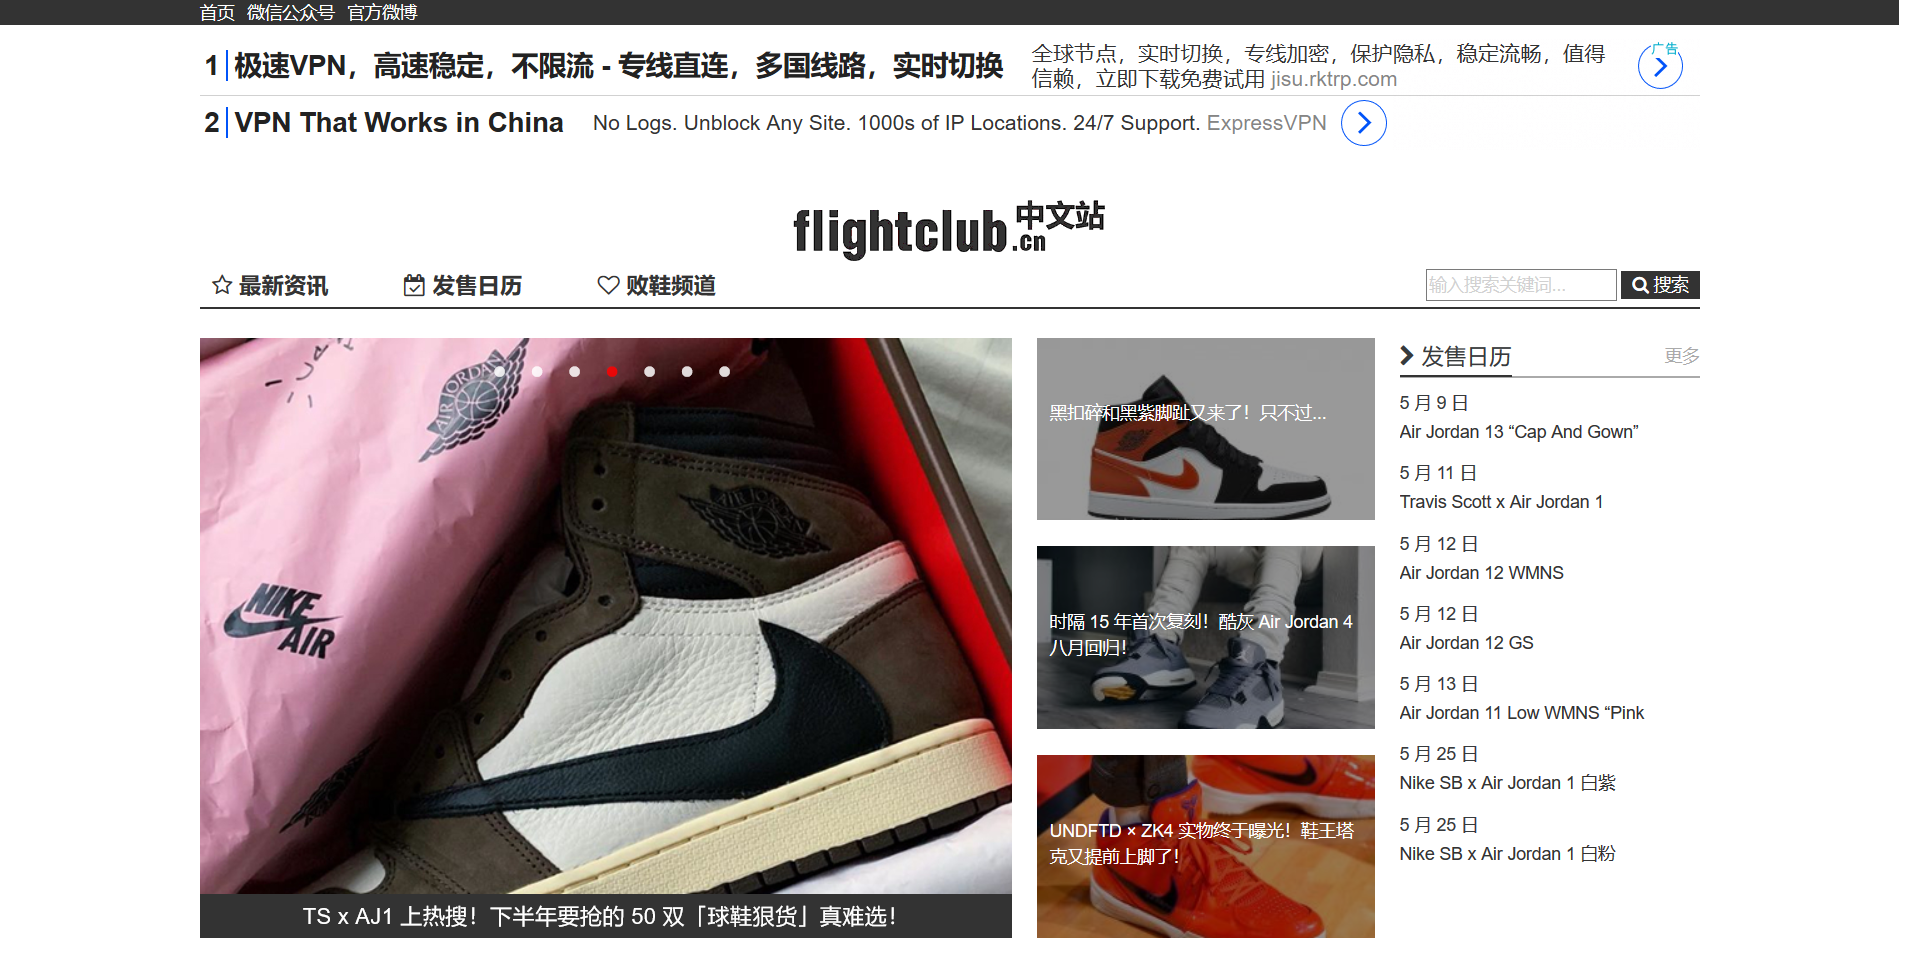 首页 微信公众号 官方微博
1 极速VPN，高速稳定，不限流 - 专线直连，多国线路，实时切换
全球节点，实时切换，专线加密，保护隐私，稳定流畅，值得
信赖，立即下载免费试用 jisu.rktrp.com
广告
2 VPN That Works in China No Logs. Unblock Any Site. 1000s of IP Locations. 24/7 Support. ExpressVPN
flightclub.cn 中文站
最新资讯 发售日历 败鞋频道 输入搜索关键词... 搜索
AIR JORDAN
AIR JORDAN
NIKE
AIR
TS x AJ1 上热搜！下半年要抢的 50 双「球鞋狠货」真难选！
黑扣碎和黑紫脚趾又来了！只不过...
时隔 15 年首次复刻！酷灰 Air Jordan 4
八月回归！
UNDFTD × ZK4 实物终于曝光！鞋王塔
克又提前上脚了！
发售日历 更多
5 月 9 日
Air Jordan 13 “Cap And Gown”
5 月 11 日
Travis Scott x Air Jordan 1
5 月 12 日
Air Jordan 12 WMNS
5 月 12 日
Air Jordan 12 GS
5 月 13 日
Air Jordan 11 Low WMNS “Pink
5 月 25 日
Nike SB x Air Jordan 1 白紫
5 月 25 日
Nike SB x Air Jordan 1 白粉